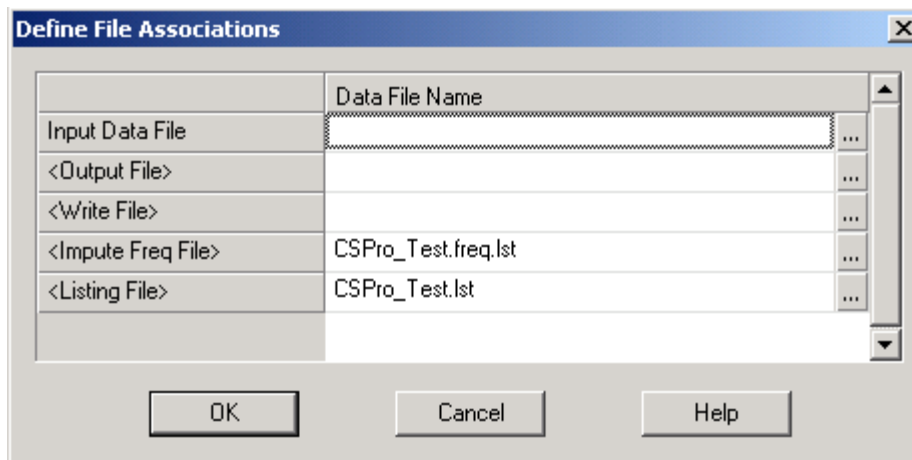 Define File Associations
Data File Name
Input Data File ...
<Output File> ...
<Write File> ...
<Impute Freq File> CSPro_Test.freq.lst ...
<Listing File> CSPro_Test.lst ...
OK Cancel Help